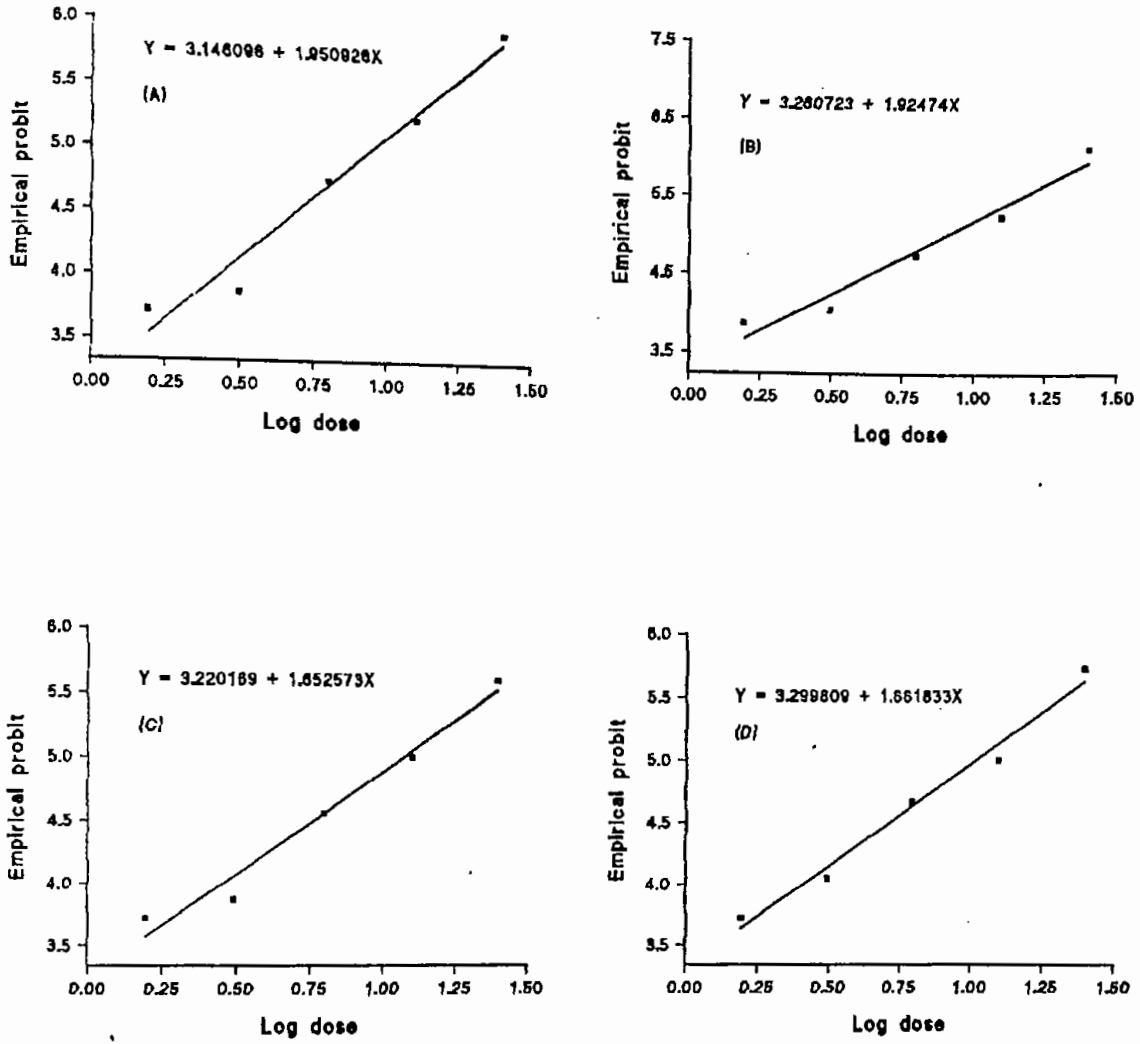 6.0
Y = 3.146096 + 1.950926X
5.5
(A)
5.0
4.5
4.0
3.5
Empirical probit
0.00 0.25 0.50 0.75 1.00 1.25 1.50
Log dose
7.5
Y = 3.260723 + 1.92474X
6.5
(B)
5.5
4.5
3.5
Empirical probit
0.00 0.25 0.50 0.75 1.00 1.25 1.50
Log dose
6.0
Y = 3.220169 + 1.652573X
5.5
(C)
5.0
4.5
4.0
3.5
Empirical probit
0.00 0.25 0.50 0.75 1.00 1.25 1.50
Log dose
6.0
Y = 3.299809 + 1.661833X
5.5
(D)
5.0
4.5
4.0
3.5
Empirical probit
0.00 0.25 0.50 0.75 1.00 1.25 1.50
Log dose